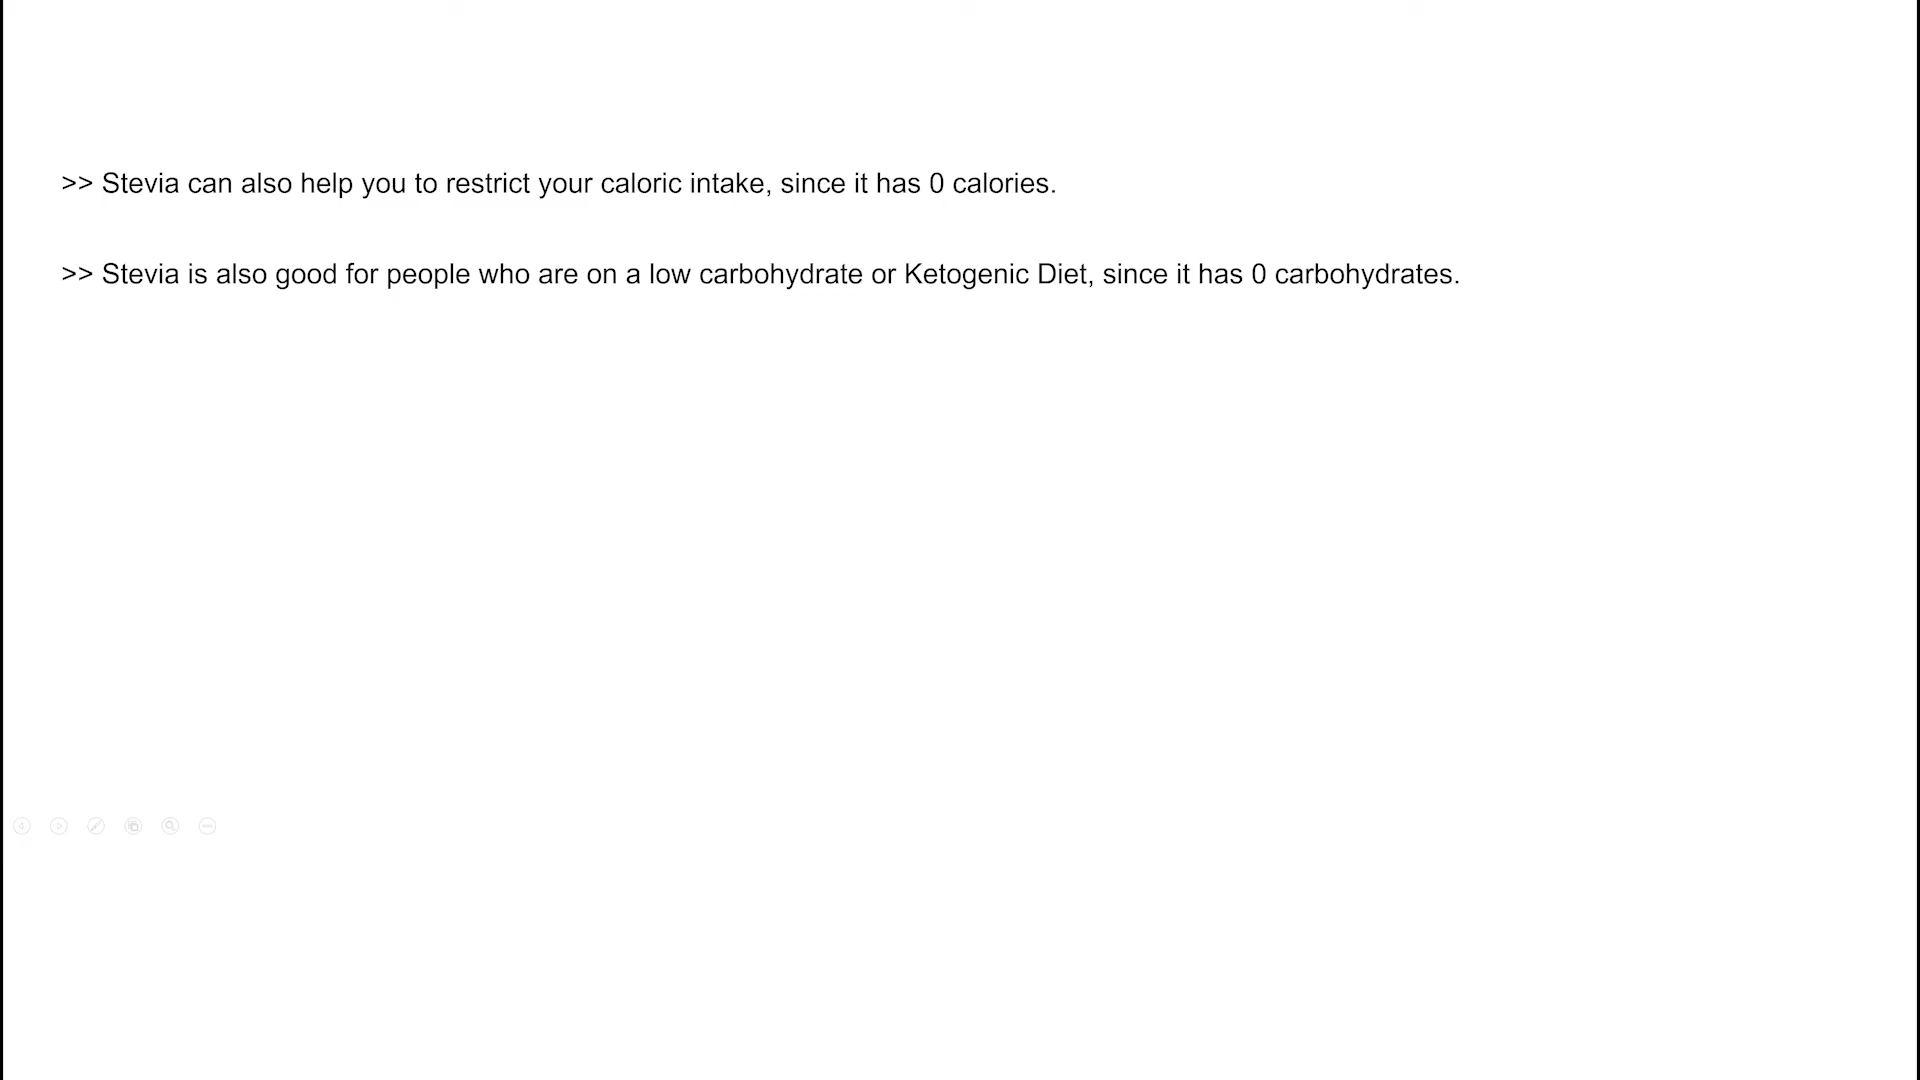 >> Stevia can also help you to restrict your caloric intake, since it has 0 calories.
>> Stevia is also good for people who are on a low carbohydrate or Ketogenic Diet, since it has 0 carbohydrates.